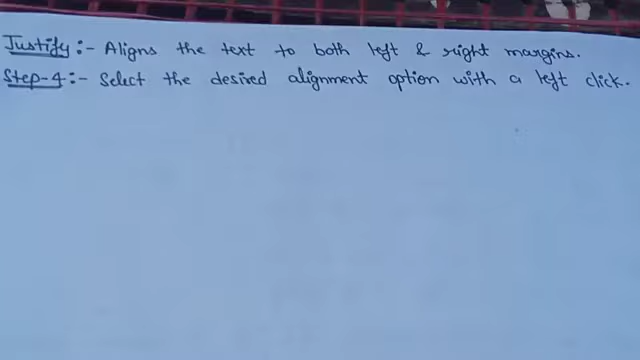 Justify:- Aligns the text to both left & right margins.
Step-4:- Select the desired alignment option with a left click.